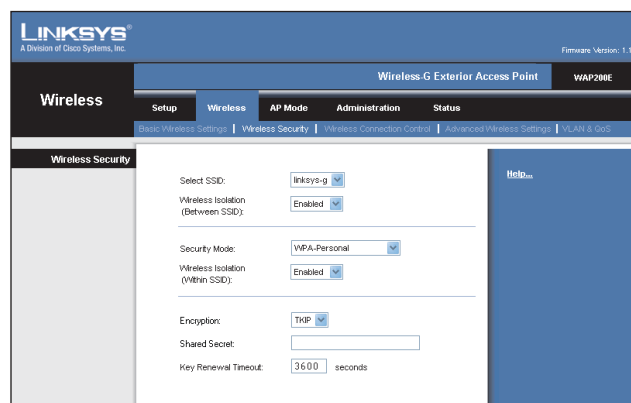 LINKSYS®
A Division of Cisco Systems, Inc.
Firmware Version: 1.1
Wireless-G Exterior Access Point WAP200E
Wireless
Setup Wireless AP Mode Administration Status
Basic Wireless Settings | Wireless Security | Wireless Connection Control | Advanced Wireless Settings | VLAN & QoS
Wireless Security
Help...
Select SSID: linksys-g
Wireless Isolation
(Between SSID): Enabled
Security Mode: WPA-Personal
Wireless Isolation
(Within SSID): Enabled
Encryption: TKIP
Shared Secret:
Key Renewal Timeout: 3600 seconds